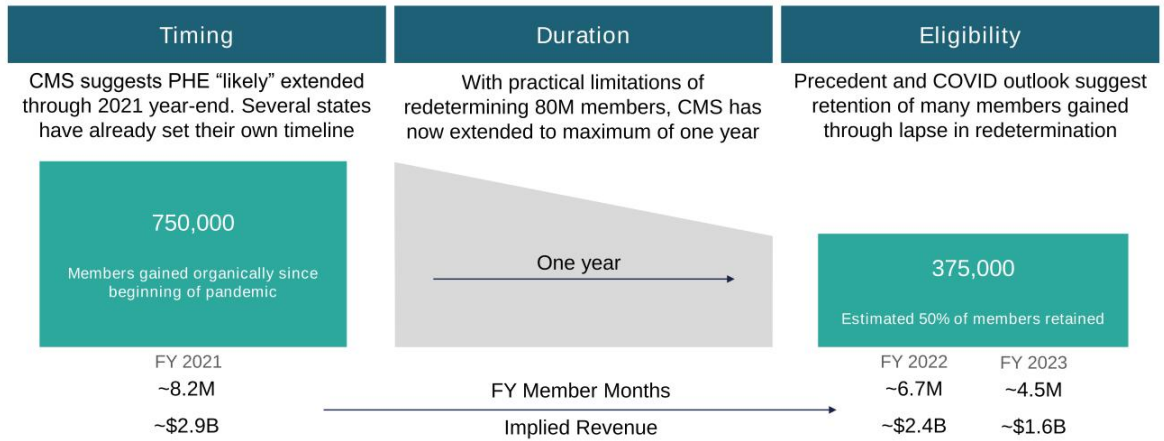 Timing
CMS suggests PHE “likely” extended
through 2021 year-end. Several states
have already set their own timeline
750,000
Members gained organically since
beginning of pandemic
Duration
With practical limitations of
redetermining 80M members, CMS has
now extended to maximum of one year
One year
Eligibility
Precedent and COVID outlook suggest
retention of many members gained
through lapse in redetermination
375,000
Estimated 50% of members retained
FY 2021
FY 2022 FY 2023
~8.2M FY Member Months ~6.7M ~4.5M
~$2.9B Implied Revenue ~$2.4B ~$1.6B